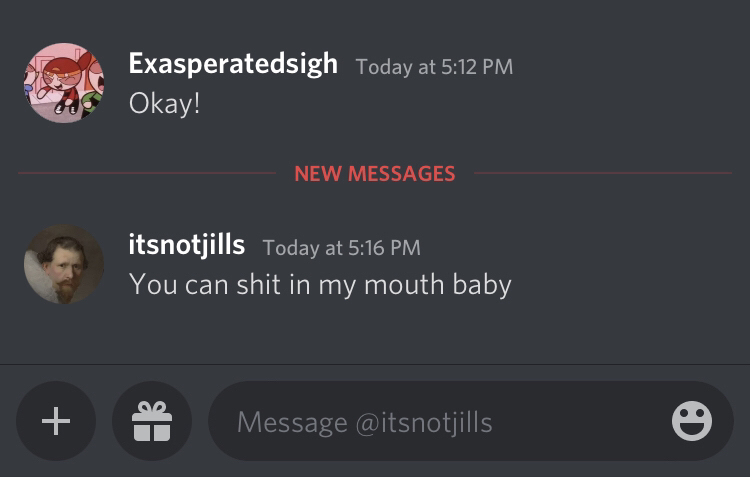 Exasperatedsigh Today at 5:12 PM
Okay!
NEW MESSAGES
itsnotjills Today at 5:16 PM
You can shit in my mouth baby
Message @itsnotjills